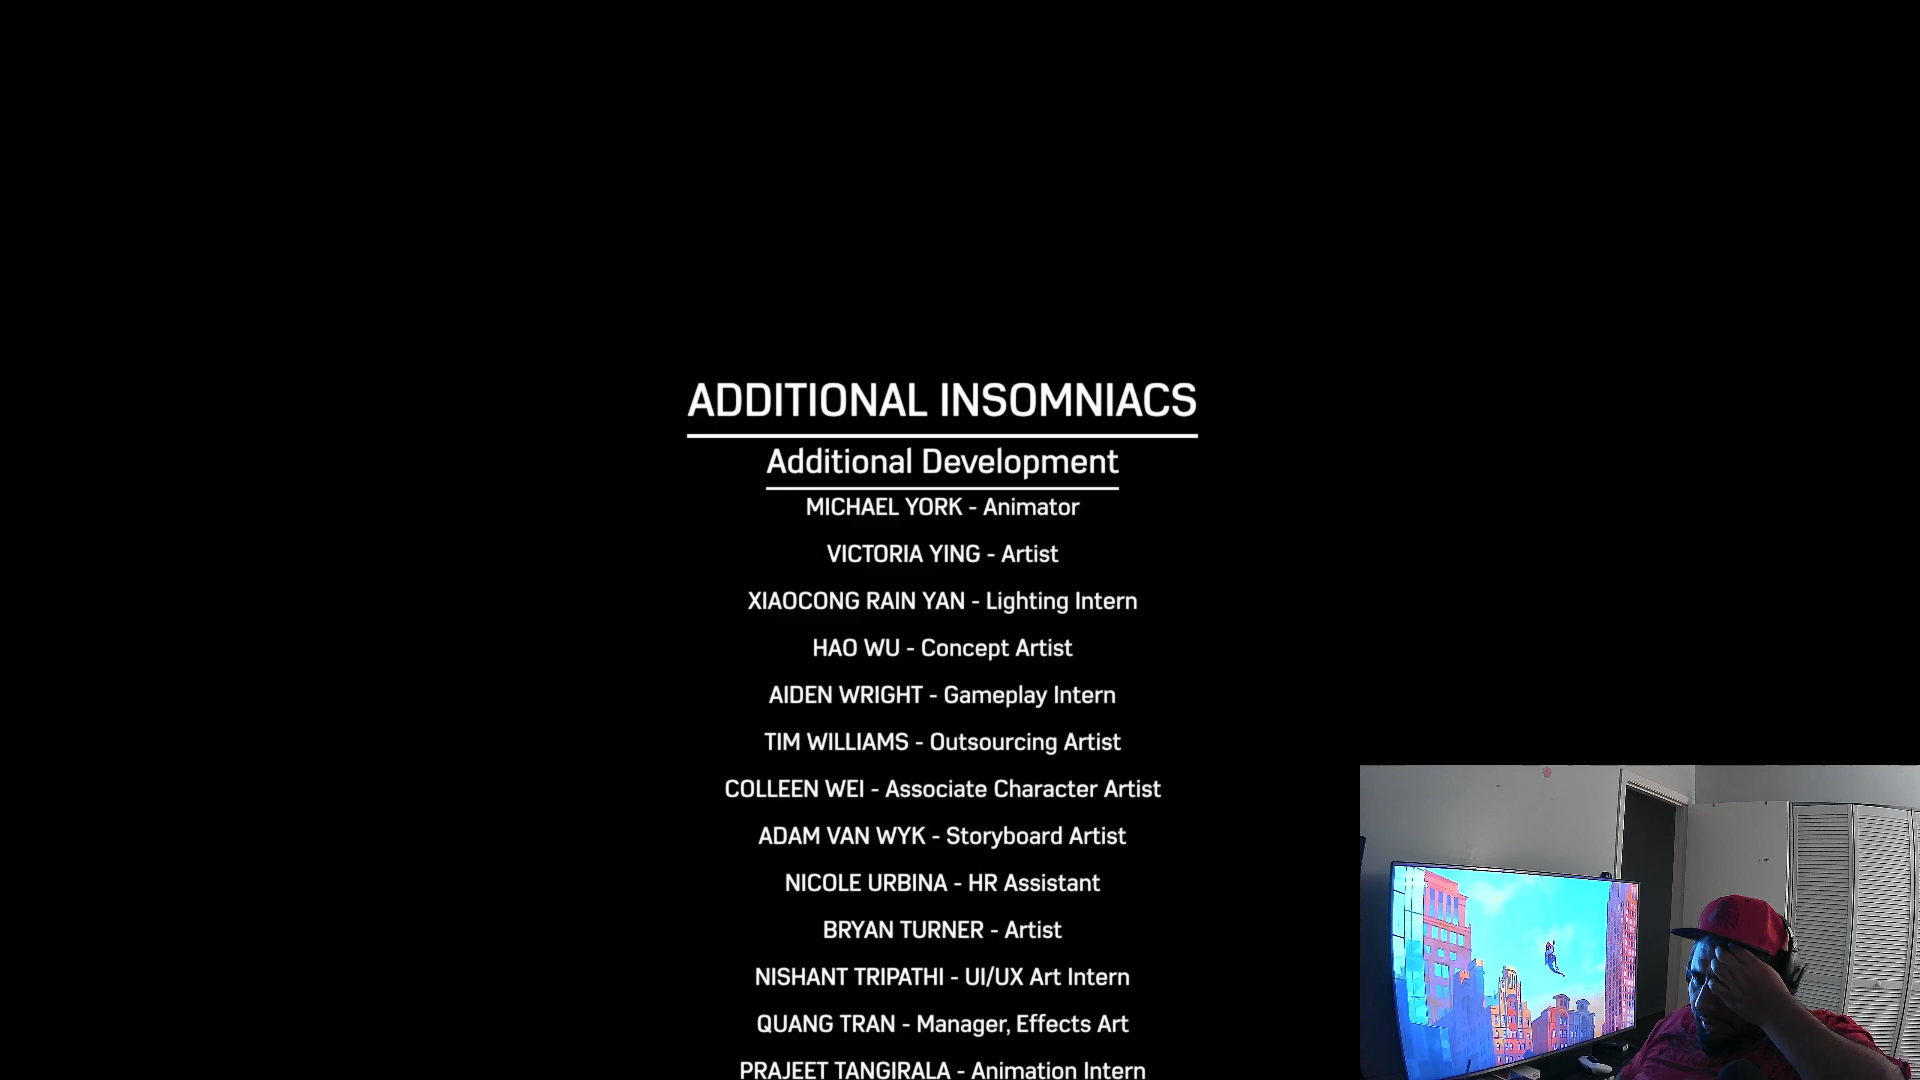 ADDITIONAL INSOMNIACS
Additional Development
MICHAEL YORK - Animator
VICTORIA YING - Artist
XIAOCONG RAIN YAN - Lighting Intern
HAO WU - Concept Artist
AIDEN WRIGHT - Gameplay Intern
TIM WILLIAMS - Outsourcing Artist
COLLEEN WEI - Associate Character Artist
ADAM VAN WYK - Storyboard Artist
NICOLE URBINA - HR Assistant
BRYAN TURNER - Artist
NISHANT TRIPATHI - UI/UX Art Intern
QUANG TRAN - Manager, Effects Art
PRAJEET TANGIRALA - Animation Intern